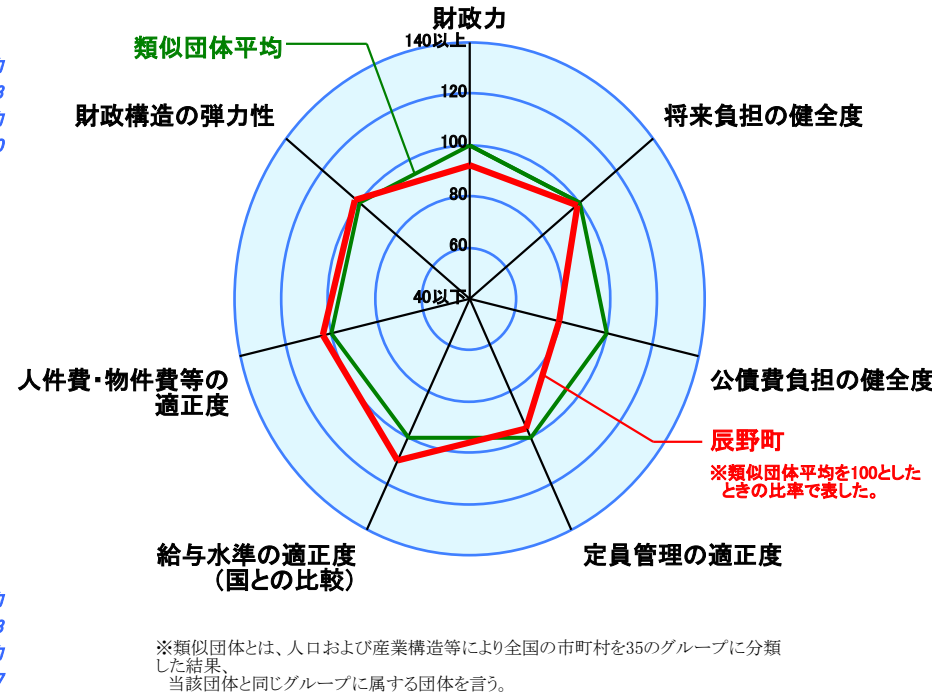 財政力
140以上
類似団体平均
120
財政構造の弾力性
将来負担の健全度
100
80
60
40以下
人件費・物件費等の
適正度
公債費負担の健全度
辰野町
※類似団体平均を100とした
ときの比率で表した。
給与水準の適正度
(国との比較)
定員管理の適正度
※類似団体とは、人口および産業構造等により全国の市町村を35のグループに分類
した結果、
当該団体と同じグループに属する団体を言う。